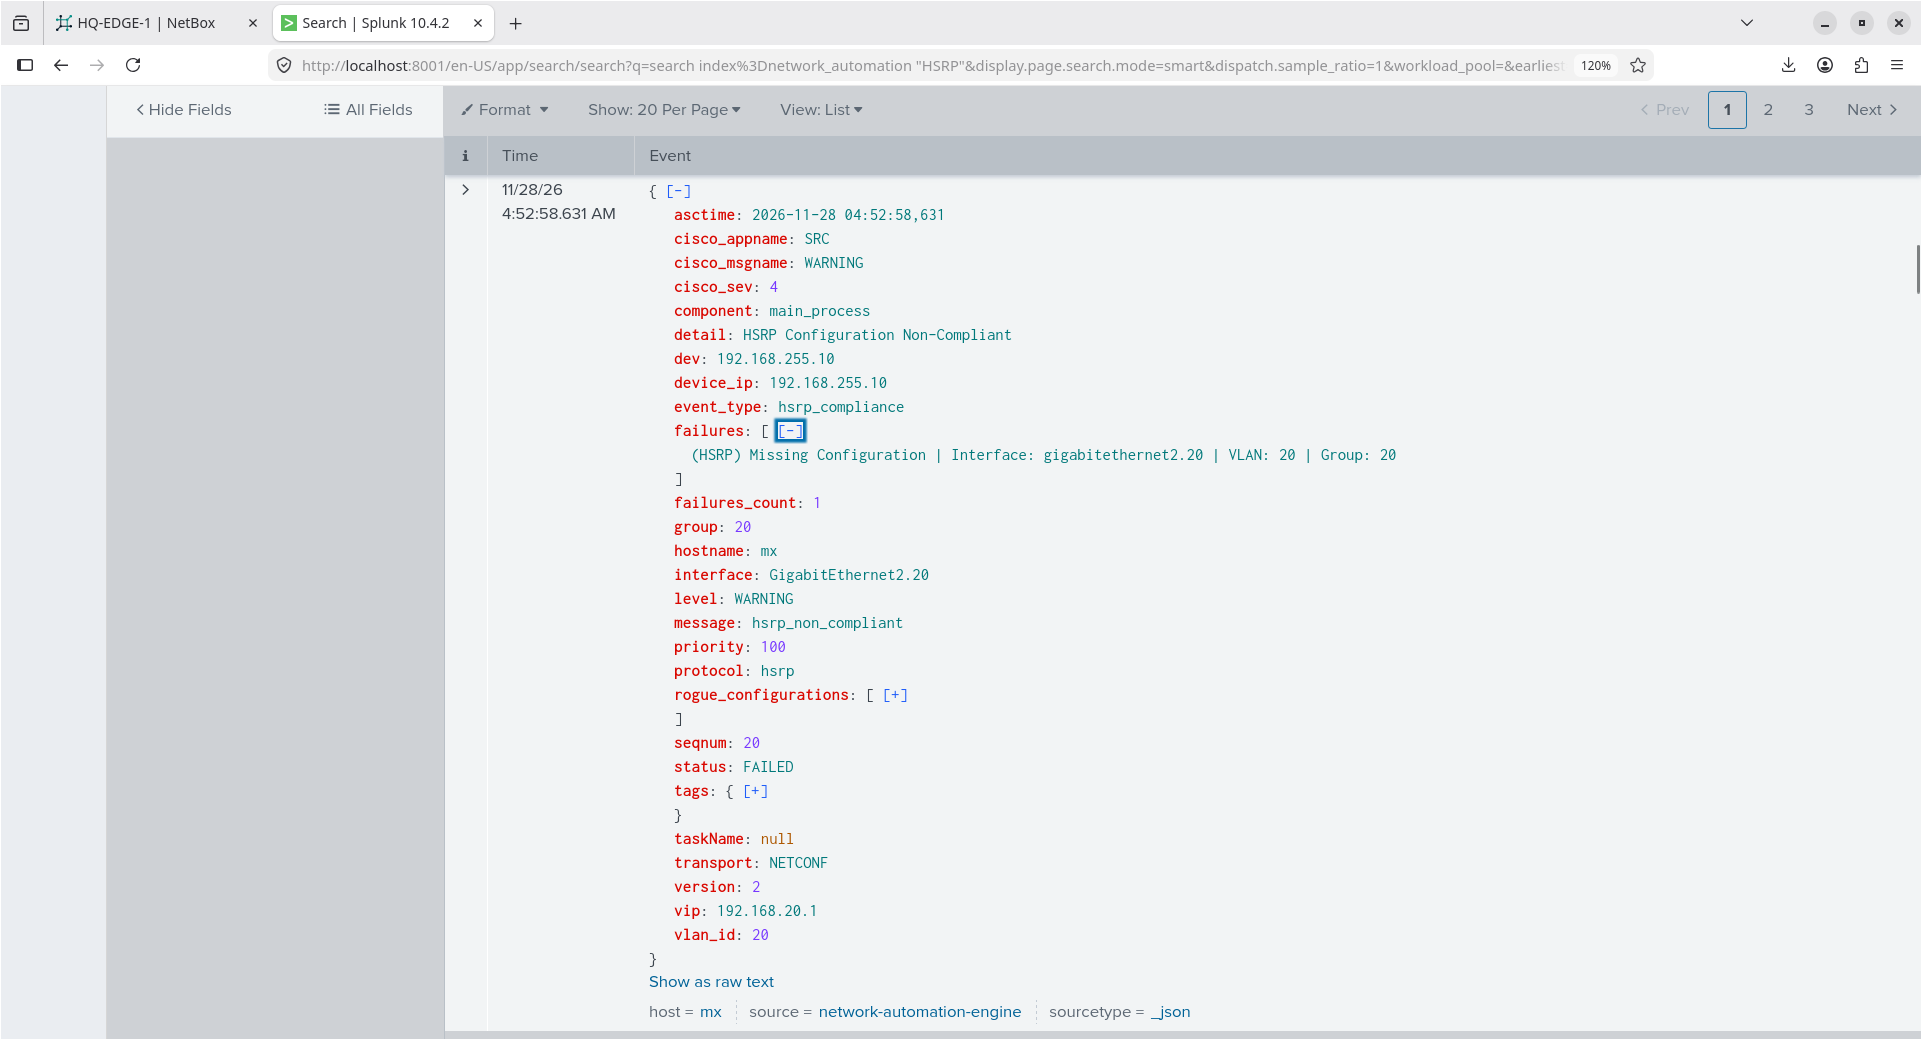 HQ-EDGE-1 | NetBox
Search | Splunk 10.4.2
http://localhost:8001/en-US/app/search/search?q=search index%3Dnetwork_automation "HSRP"&display.page.search.mode=smart&dispatch.sample_ratio=1&workload_pool=&earliest
120%
Hide Fields
All Fields
Format
Show: 20 Per Page
View: List
Prev
1
2
3
Next
i
Time
Event
11/28/26
4:52:58.631 AM
{ [-]
asctime: 2026-11-28 04:52:58,631
cisco_appname: SRC
cisco_msgname: WARNING
cisco_sev: 4
component: main_process
detail: HSRP Configuration Non-Compliant
dev: 192.168.255.10
device_ip: 192.168.255.10
event_type: hsrp_compliance
failures: [ [-]
(HSRP) Missing Configuration | Interface: gigabitethernet2.20 | VLAN: 20 | Group: 20
]
failures_count: 1
group: 20
hostname: mx
interface: GigabitEthernet2.20
level: WARNING
message: hsrp_non_compliant
priority: 100
protocol: hsrp
rogue_configurations: [ [+]
]
seqnum: 20
status: FAILED
tags: { [+]
}
taskName: null
transport: NETCONF
version: 2
vip: 192.168.20.1
vlan_id: 20
}
Show as raw text
host = mx
source = network-automation-engine
sourcetype = _json